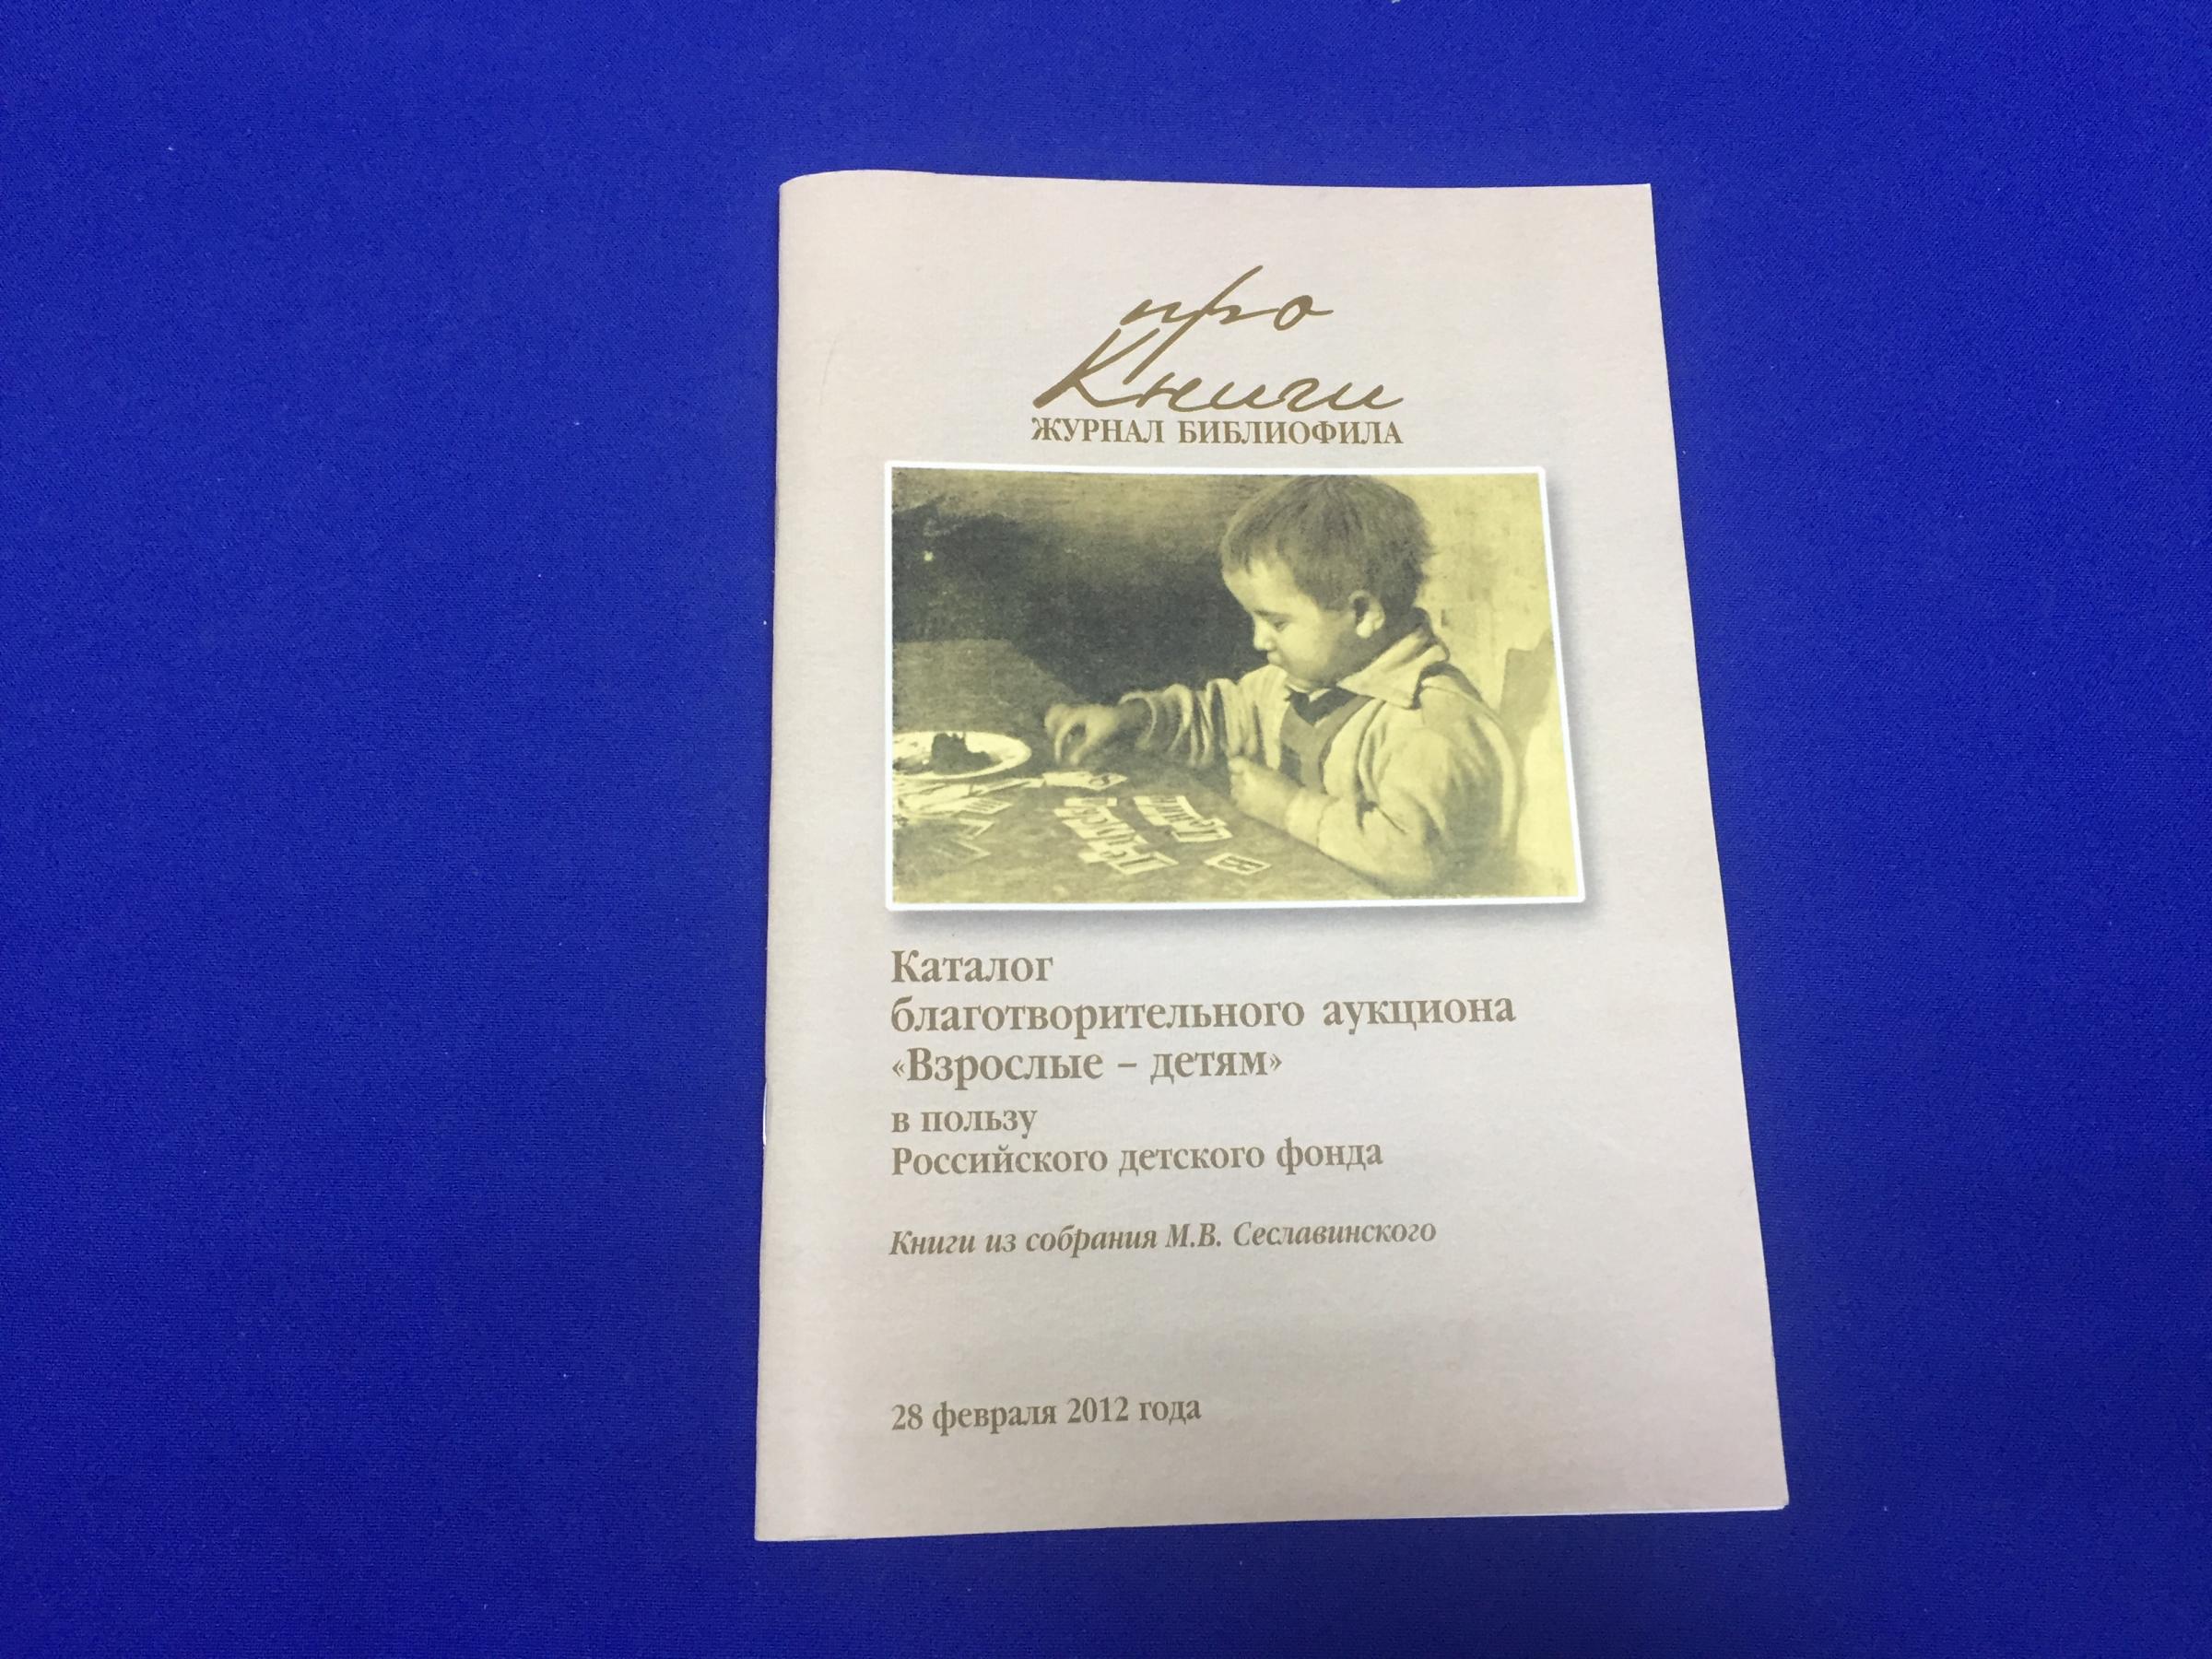 про
Книги
ЖУРНАЛ БИБЛИОФИЛА
Каталог
благотворительного аукциона
«Взрослые – детям»
в пользу
Российского детского фонда
Книги из собрания М.В. Сеславинского
28 февраля 2012 года